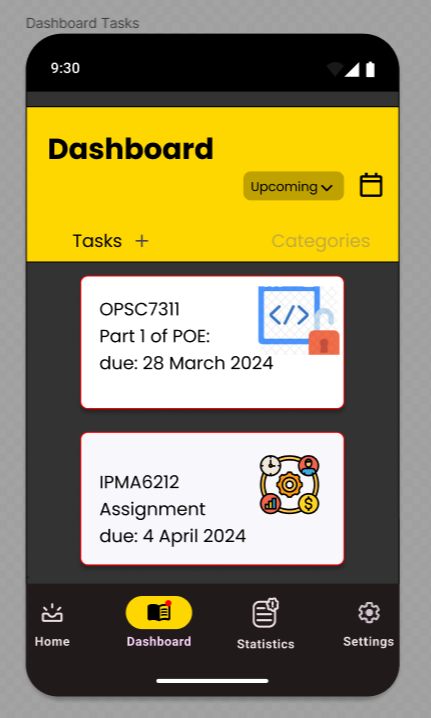 Dashboard Tasks
9:30
Dashboard
Upcoming
Tasks +
Categories
OPSC7311
Part 1 of POE:
due: 28 March 2024
</>
IPMA6212
Assignment
due: 4 April 2024
$
Home
Dashboard
Statistics
Settings